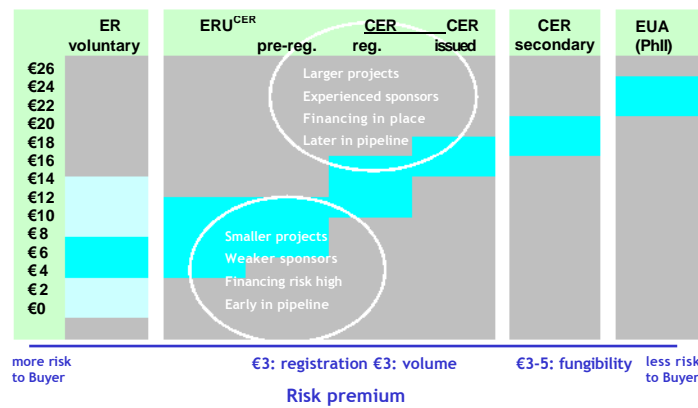 ER
voluntary
ERU^CER
pre-reg.
CER
reg.
CER
issued
CER
secondary
EUA
(PhII)
€26
€24
€22
€20
€18
€16
€14
€12
€10
€8
€6
€4
€2
€0
Larger projects
Experienced sponsors
Financing in place
Later in pipeline
Smaller projects
Weaker sponsors
Financing risk high
Early in pipeline
more risk
to Buyer
€3: registration €3: volume
€3-5: fungibility
less risk
to Buyer
Risk premium